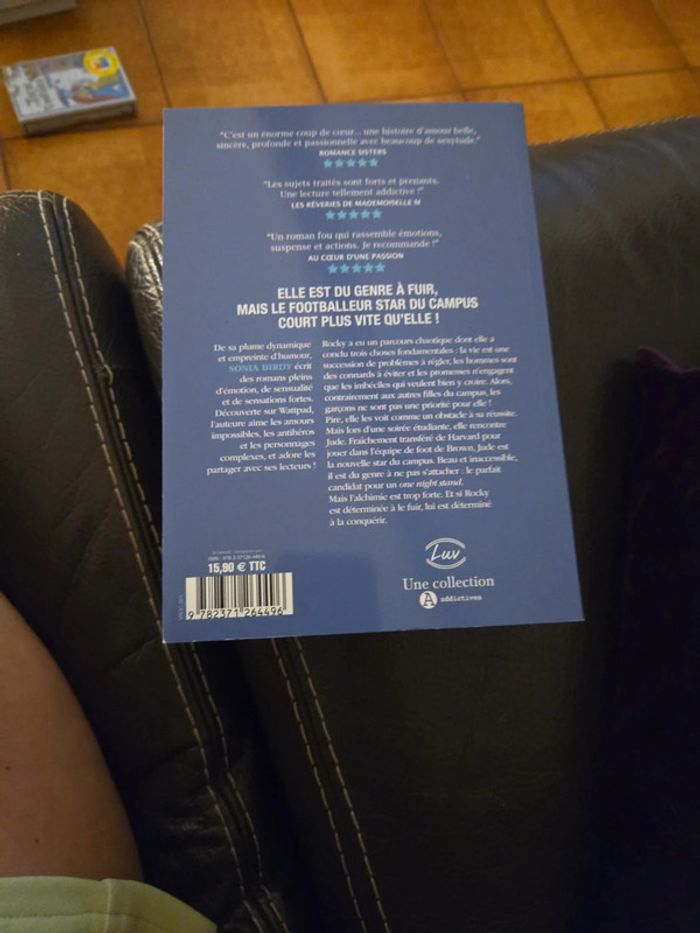 "C'est un énorme coup de cœur... une histoire d'amour belle,
sincère, profonde et passionnelle avec beaucoup de sexytude."
ROMANCE SISTERS
"Les sujets traités sont forts et prenants.
Une lecture tellement addictive !"
LES RÊVERIES DE MADEMOISELLE M
"Un roman fou qui rassemble émotions,
suspense et actions. Je recommande !"
AU CŒUR D'UNE PASSION
ELLE EST DU GENRE À FUIR,
MAIS LE FOOTBALLEUR STAR DU CAMPUS
COURT PLUS VITE QU'ELLE !
De sa plume dynamique
et empreinte d'humour,
SONIA BIRDY écrit
des romans pleins
d'émotion, de sensualité
et de sensations fortes.
Découverte sur Wattpad,
l'auteure aime les amours
impossibles, les antihéros
et les personnages
complexes, et adore les
partager avec ses lecteurs !
Rocky a eu un parcours chaotique dont elle a
conclu trois choses fondamentales : la vie est une
succession de problèmes à régler, les hommes sont
des connards à éviter et les promesses n'engagent
que les imbéciles qui veulent bien y croire. Alors,
contrairement aux autres filles du campus, les
garçons ne sont pas une priorité pour elle !
Pire, elle les voit comme un obstacle à sa réussite.
Mais lors d'une soirée étudiante, elle rencontre
Jude. Fraîchement transféré de Harvard pour
jouer dans l'équipe de foot de Brown, Jude est
la nouvelle star du campus. Beau et inaccessible,
il est du genre à ne pas s'attacher : le parfait
candidat pour un one night stand.
Mais l'alchimie est trop forte. Et si Rocky
est déterminée à le fuir, lui est déterminé
à la conquérir.
Luv
Une collection
A addictives
ISBN : 978-2-37126-449-6
15,90 € TTC
9 782371 264496